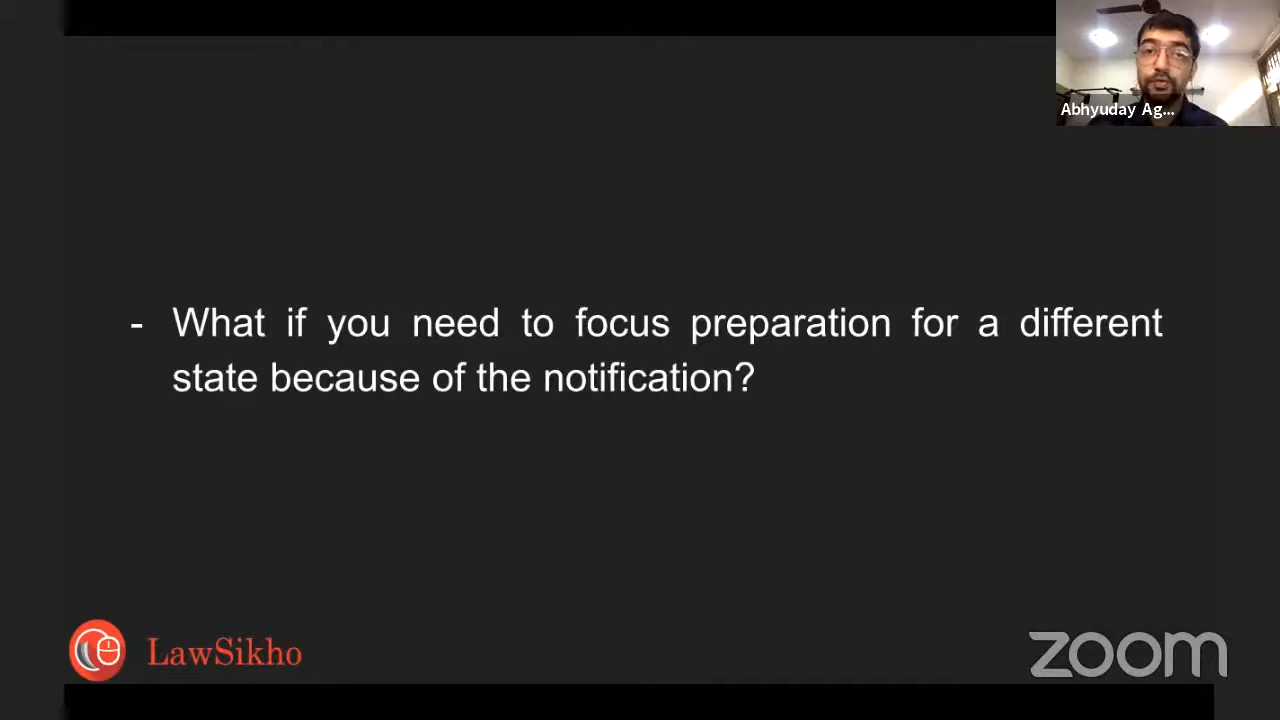 Abhyuday Ag...
- What if you need to focus preparation for a different
state because of the notification?
LawSikho
zoom